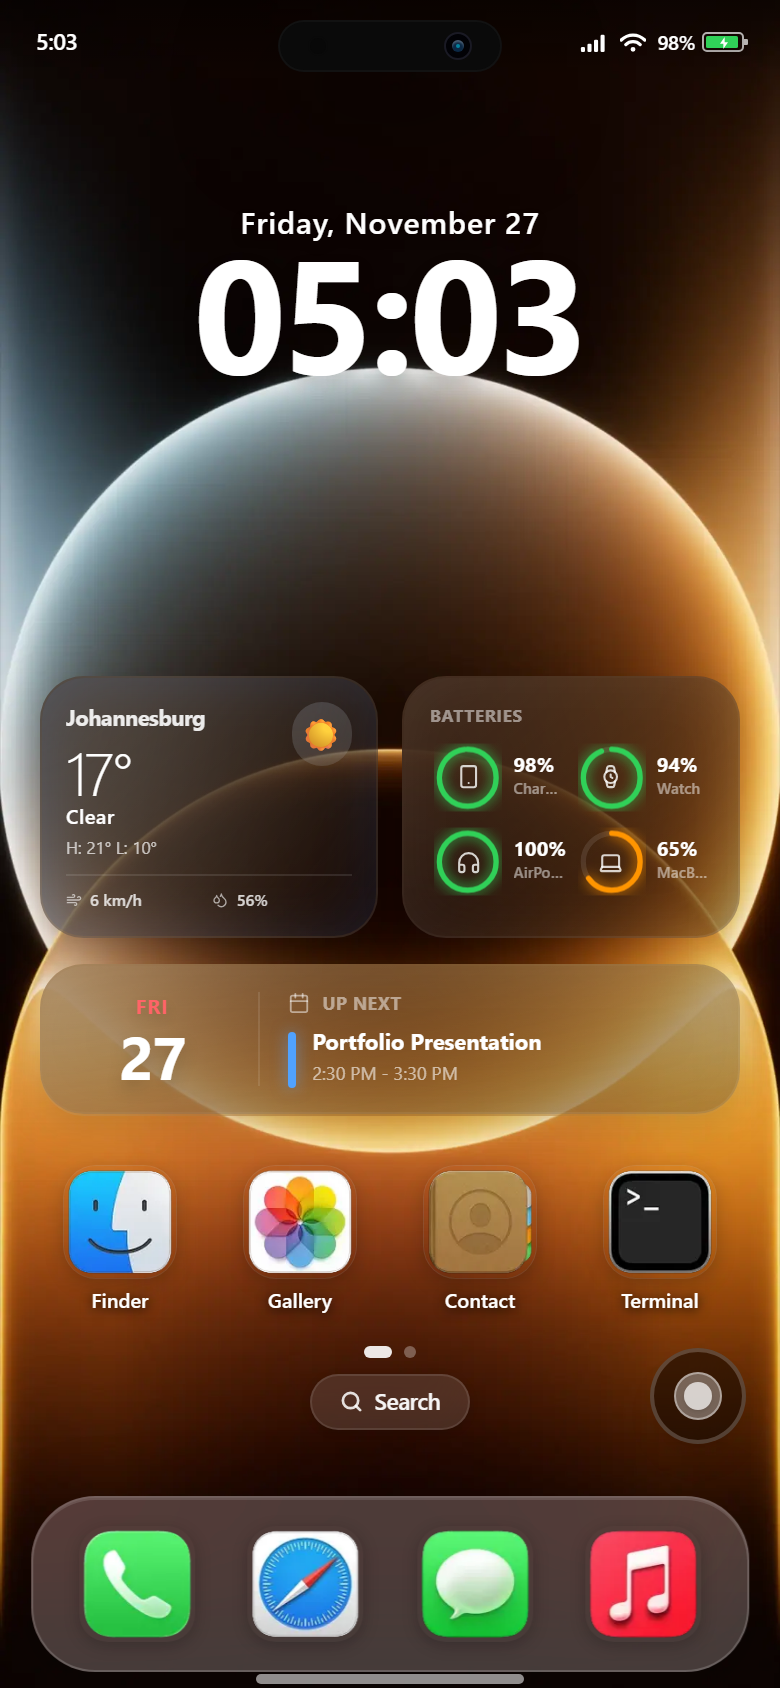 5:03
98%
Friday, November 27
05:03
Johannesburg
17°
Clear
H: 21° L: 10°
6 km/h
56%
BATTERIES
98%
Char...
94%
Watch
100%
AirPo...
65%
MacB...
FRI
27
UP NEXT
Portfolio Presentation
2:30 PM - 3:30 PM
>_
Finder
Gallery
Contact
Terminal
Search